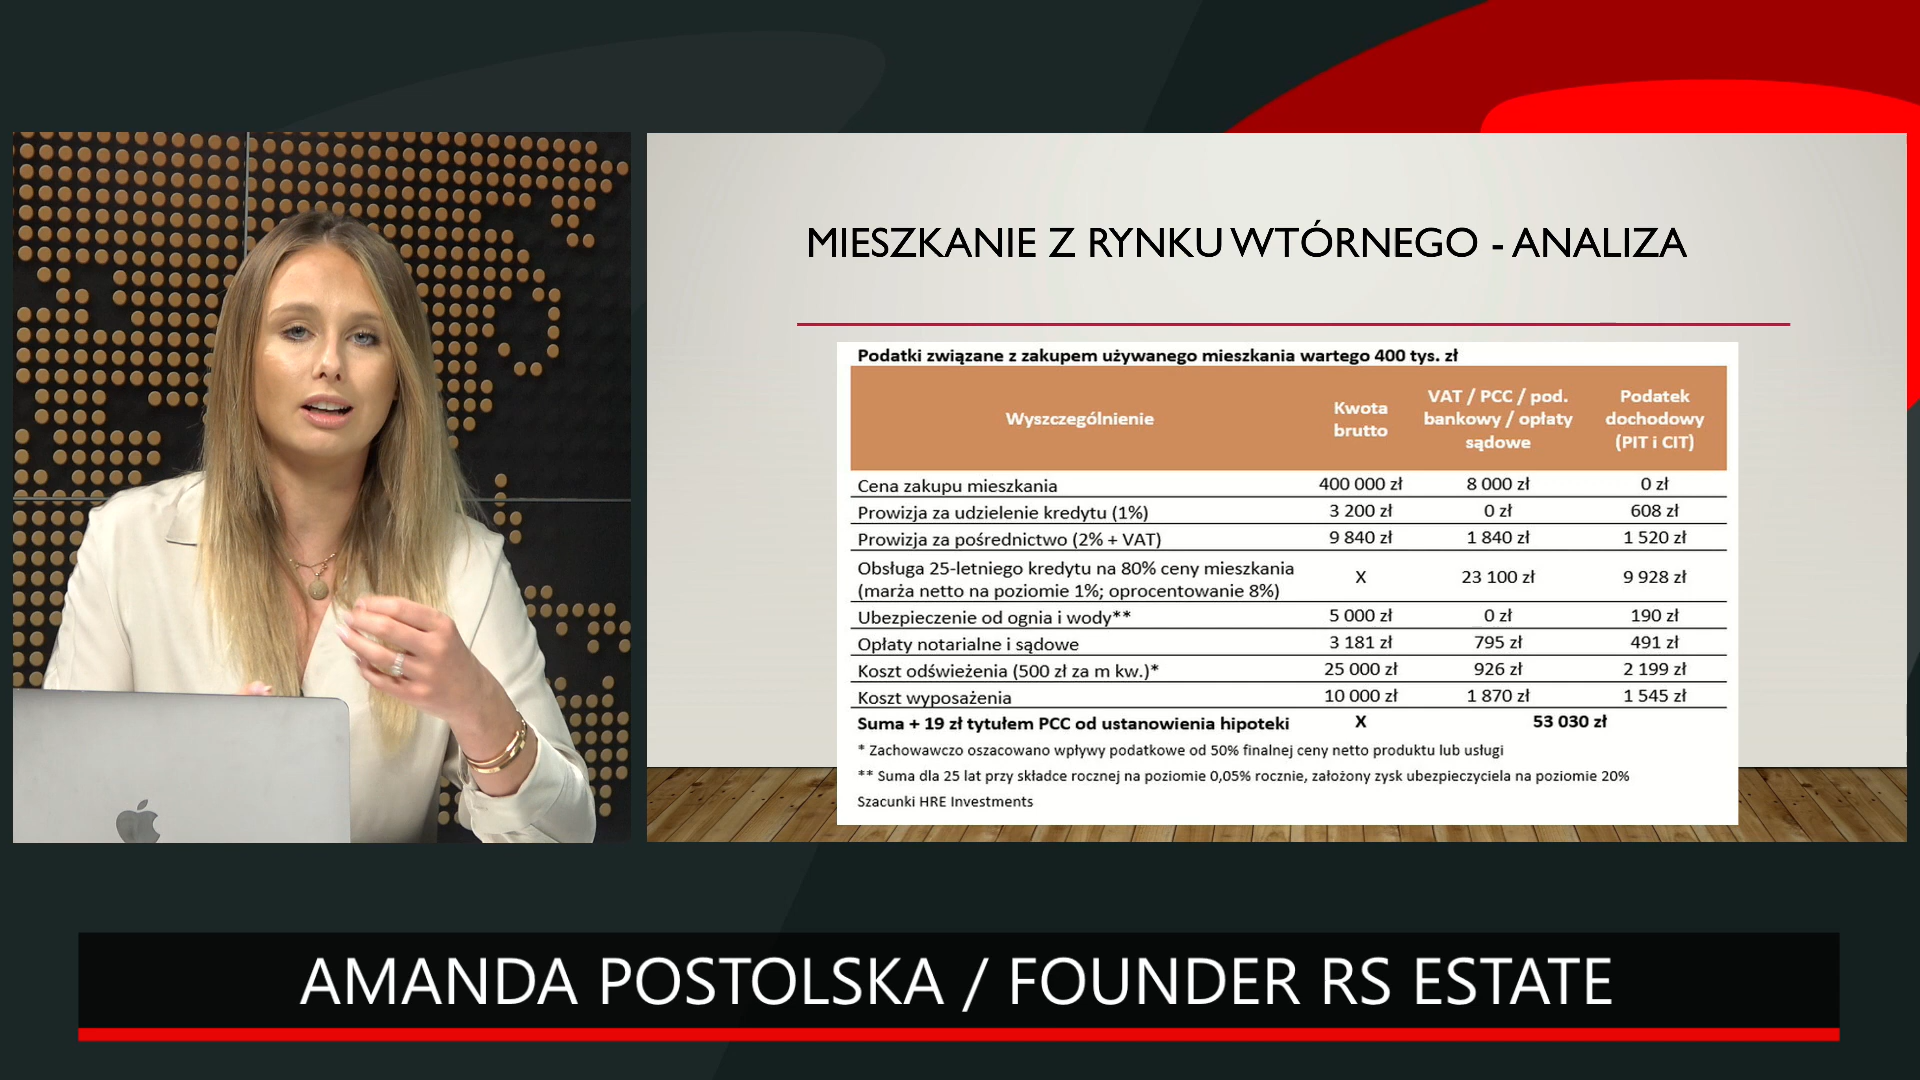 MIESZKANIE Z RYNKU WTÓRNEGO - ANALIZA
Podatki związane z zakupem używanego mieszkania wartego 400 tys. zł
Wyszczególnienie
Kwota
brutto
VAT / PCC / pod.
bankowy / opłaty
sądowe
Podatek
dochodowy
(PIT i CIT)
Cena zakupu mieszkania 400 000 zł 8 000 zł 0 zł
Prowizja za udzielenie kredytu (1%) 3 200 zł 0 zł 608 zł
Prowizja za pośrednictwo (2% + VAT) 9 840 zł 1 840 zł 1 520 zł
Obsługa 25-letniego kredytu na 80% ceny mieszkania
(marża netto na poziomie 1%; oprocentowanie 8%) X 23 100 zł 9 928 zł
Ubezpieczenie od ognia i wody** 5 000 zł 0 zł 190 zł
Opłaty notarialne i sądowe 3 181 zł 795 zł 491 zł
Koszt odświeżenia (500 zł za m kw.)* 25 000 zł 926 zł 2 199 zł
Koszt wyposażenia 10 000 zł 1 870 zł 1 545 zł
Suma + 19 zł tytułem PCC od ustanowienia hipoteki X 53 030 zł
* Zachowawczo oszacowano wpływy podatkowe od 50% finalnej ceny netto produktu lub usługi
** Suma dla 25 lat przy składce rocznej na poziomie 0,05% rocznie, założony zysk ubezpieczyciela na poziomie 20%
Szacunki HRE Investments
AMANDA POSTOLSKA / FOUNDER RS ESTATE